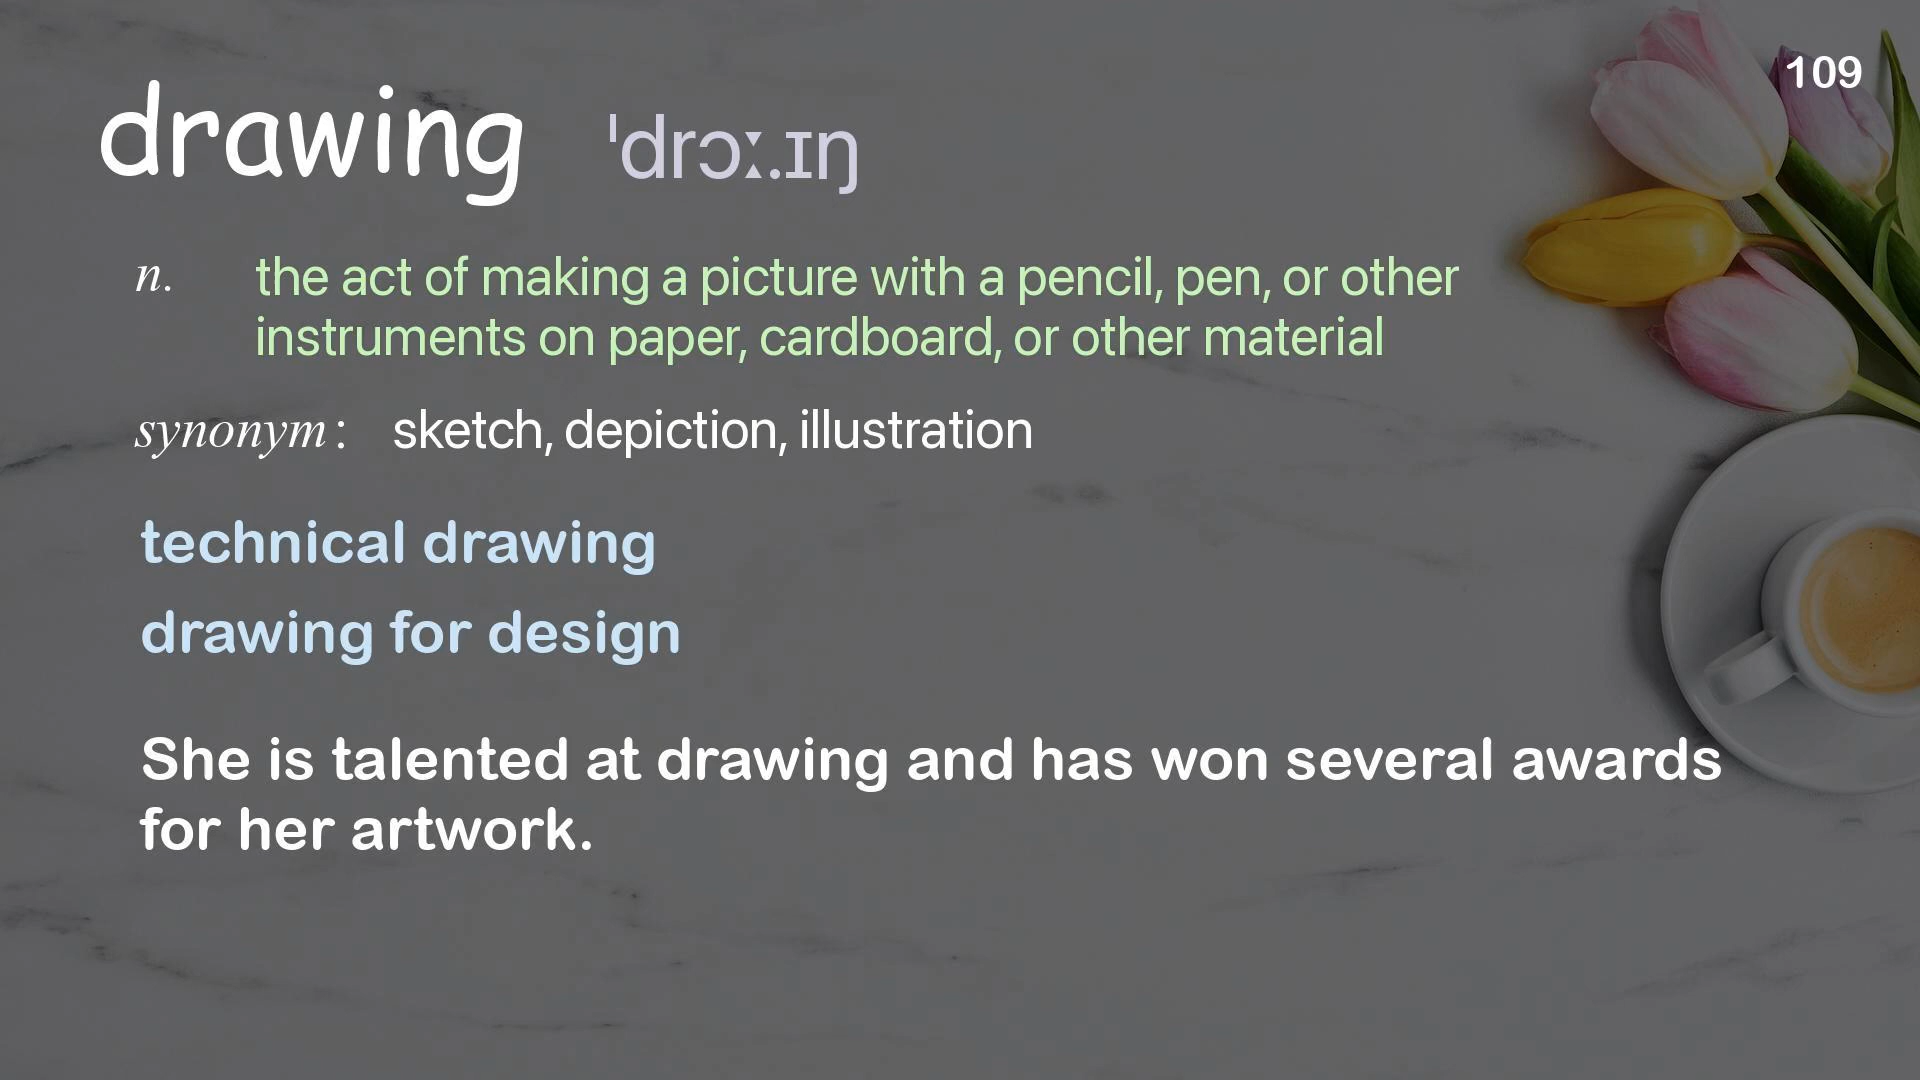 109
drawing ˈdrɔː.ɪŋ
n. the act of making a picture with a pencil, pen, or other
instruments on paper, cardboard, or other material
synonym : sketch, depiction, illustration
technical drawing
drawing for design
She is talented at drawing and has won several awards
for her artwork.